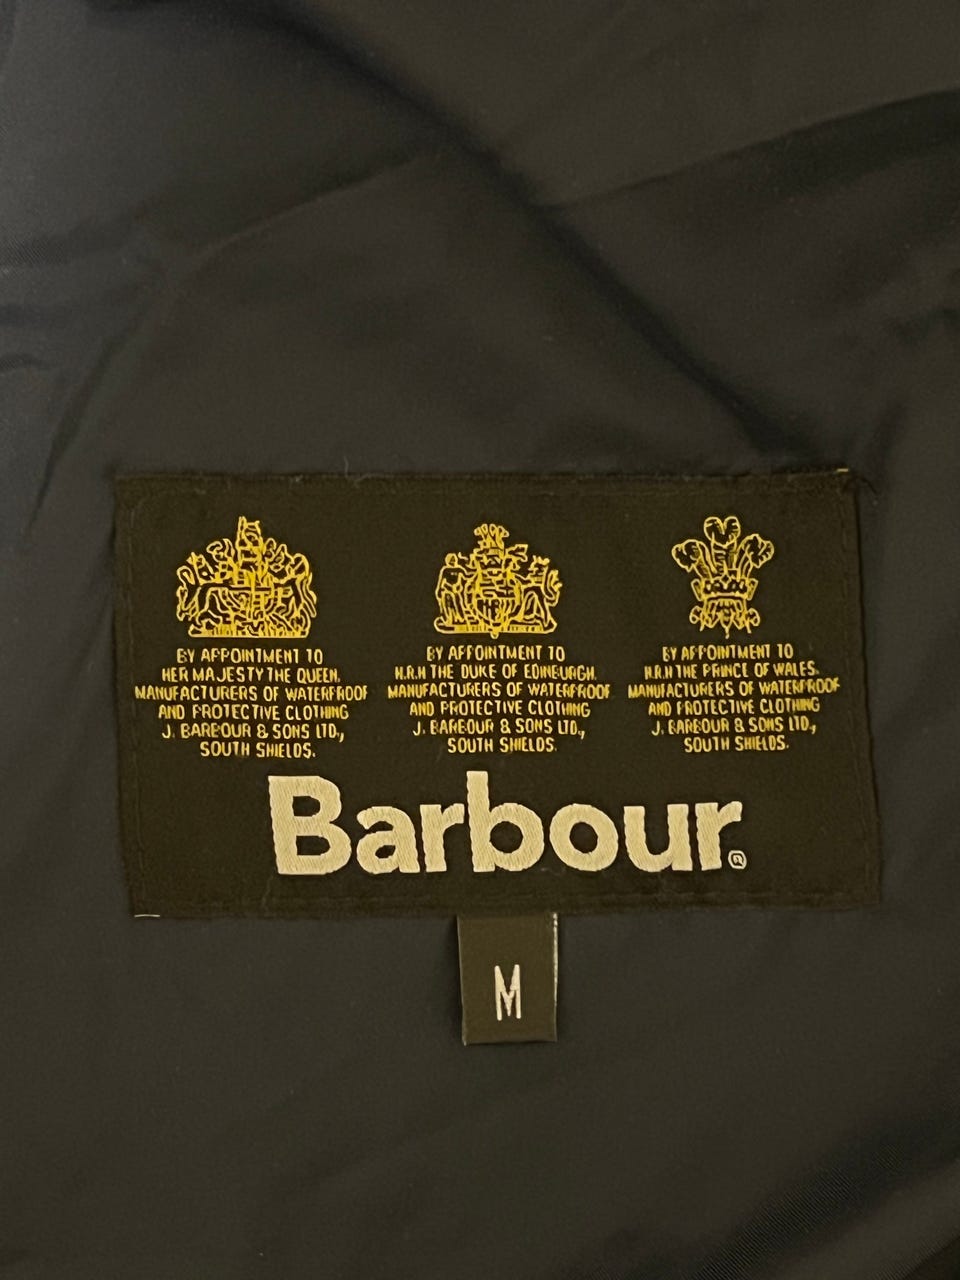 BY APPOINTMENT TO
HER MAJESTY THE QUEEN,
MANUFACTURERS OF WATERPROOF
AND PROTECTIVE CLOTHING
J. BARBOUR & SONS LTD.,
SOUTH SHIELDS.
BY APPOINTMENT TO
H.R.H THE DUKE OF EDINBURGH,
MANUFACTURERS OF WATERPROOF
AND PROTECTIVE CLOTHING
J. BARBOUR & SONS LTD.,
SOUTH SHIELDS.
BY APPOINTMENT TO
H.R.H THE PRINCE OF WALES,
MANUFACTURERS OF WATERPROOF
AND PROTECTIVE CLOTHING
J. BARBOUR & SONS LTD.,
SOUTH SHIELDS.
Barbour®
M